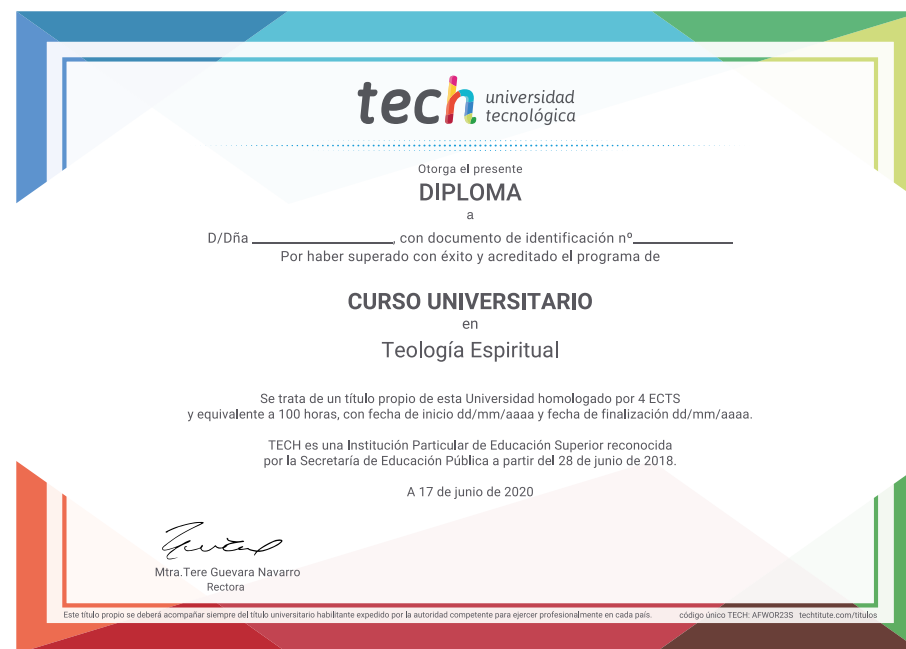 tech universidad
tecnológica
Otorga el presente
DIPLOMA
a
D/Dña ____________________, con documento de identificación nº______________
Por haber superado con éxito y acreditado el programa de
CURSO UNIVERSITARIO
en
Teología Espiritual
Se trata de un título propio de esta Universidad homologado por 4 ECTS
y equivalente a 100 horas, con fecha de inicio dd/mm/aaaa y fecha de finalización dd/mm/aaaa.
TECH es una Institución Particular de Educación Superior reconocida
por la Secretaría de Educación Pública a partir del 28 de junio de 2018.
A 17 de junio de 2020
Mtra.Tere Guevara Navarro
Rectora
Este título propio se deberá acompañar siempre del título universitario habilitante expedido por la autoridad competente para ejercer profesionalmente en cada país. código único TECH: AFWOR23S techtitute.com/titulos